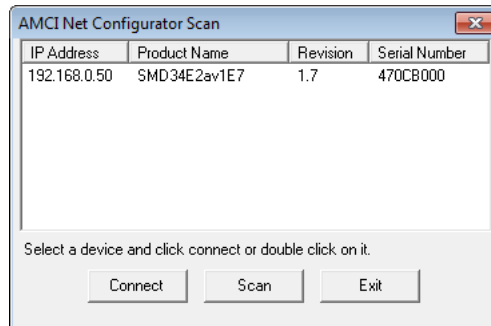 AMCI Net Configurator Scan
IP Address Product Name Revision Serial Number
192.168.0.50 SMD34E2av1E7 1.7 470CB000
Select a device and click connect or double click on it.
Connect Scan Exit